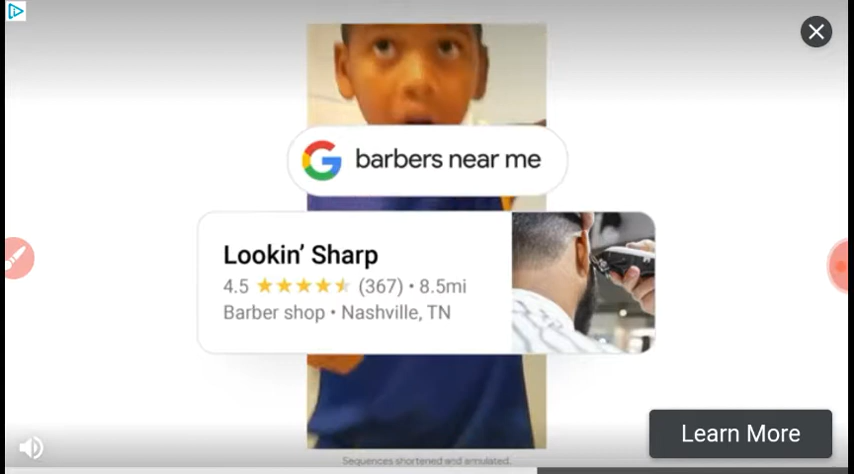 barbers near me
Lookin' Sharp
4.5 (367) • 8.5mi
Barber shop • Nashville, TN
Learn More
Sequences shortened and simulated.